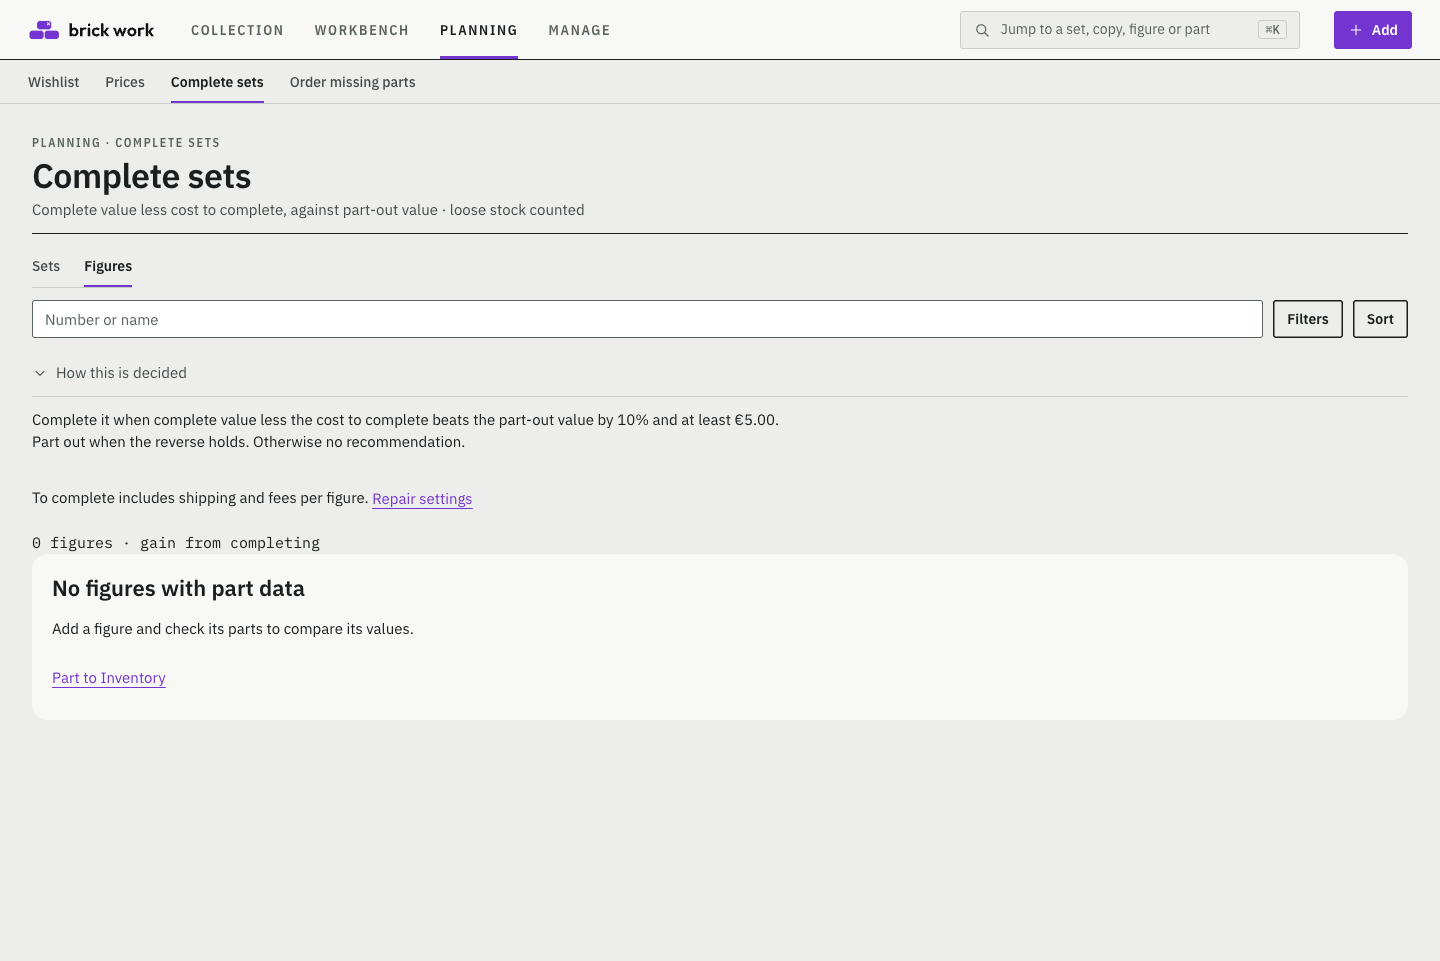 brick work
COLLECTION
WORKBENCH
PLANNING
MANAGE
Jump to a set, copy, figure or part
⌘K
+ Add
Wishlist
Prices
Complete sets
Order missing parts
PLANNING · COMPLETE SETS
Complete sets
Complete value less cost to complete, against part-out value · loose stock counted
Sets
Figures
Number or name
Filters
Sort
How this is decided
Complete it when complete value less the cost to complete beats the part-out value by 10% and at least €5.00.
Part out when the reverse holds. Otherwise no recommendation.
To complete includes shipping and fees per figure. Repair settings
0 figures · gain from completing
No figures with part data
Add a figure and check its parts to compare its values.
Part to Inventory